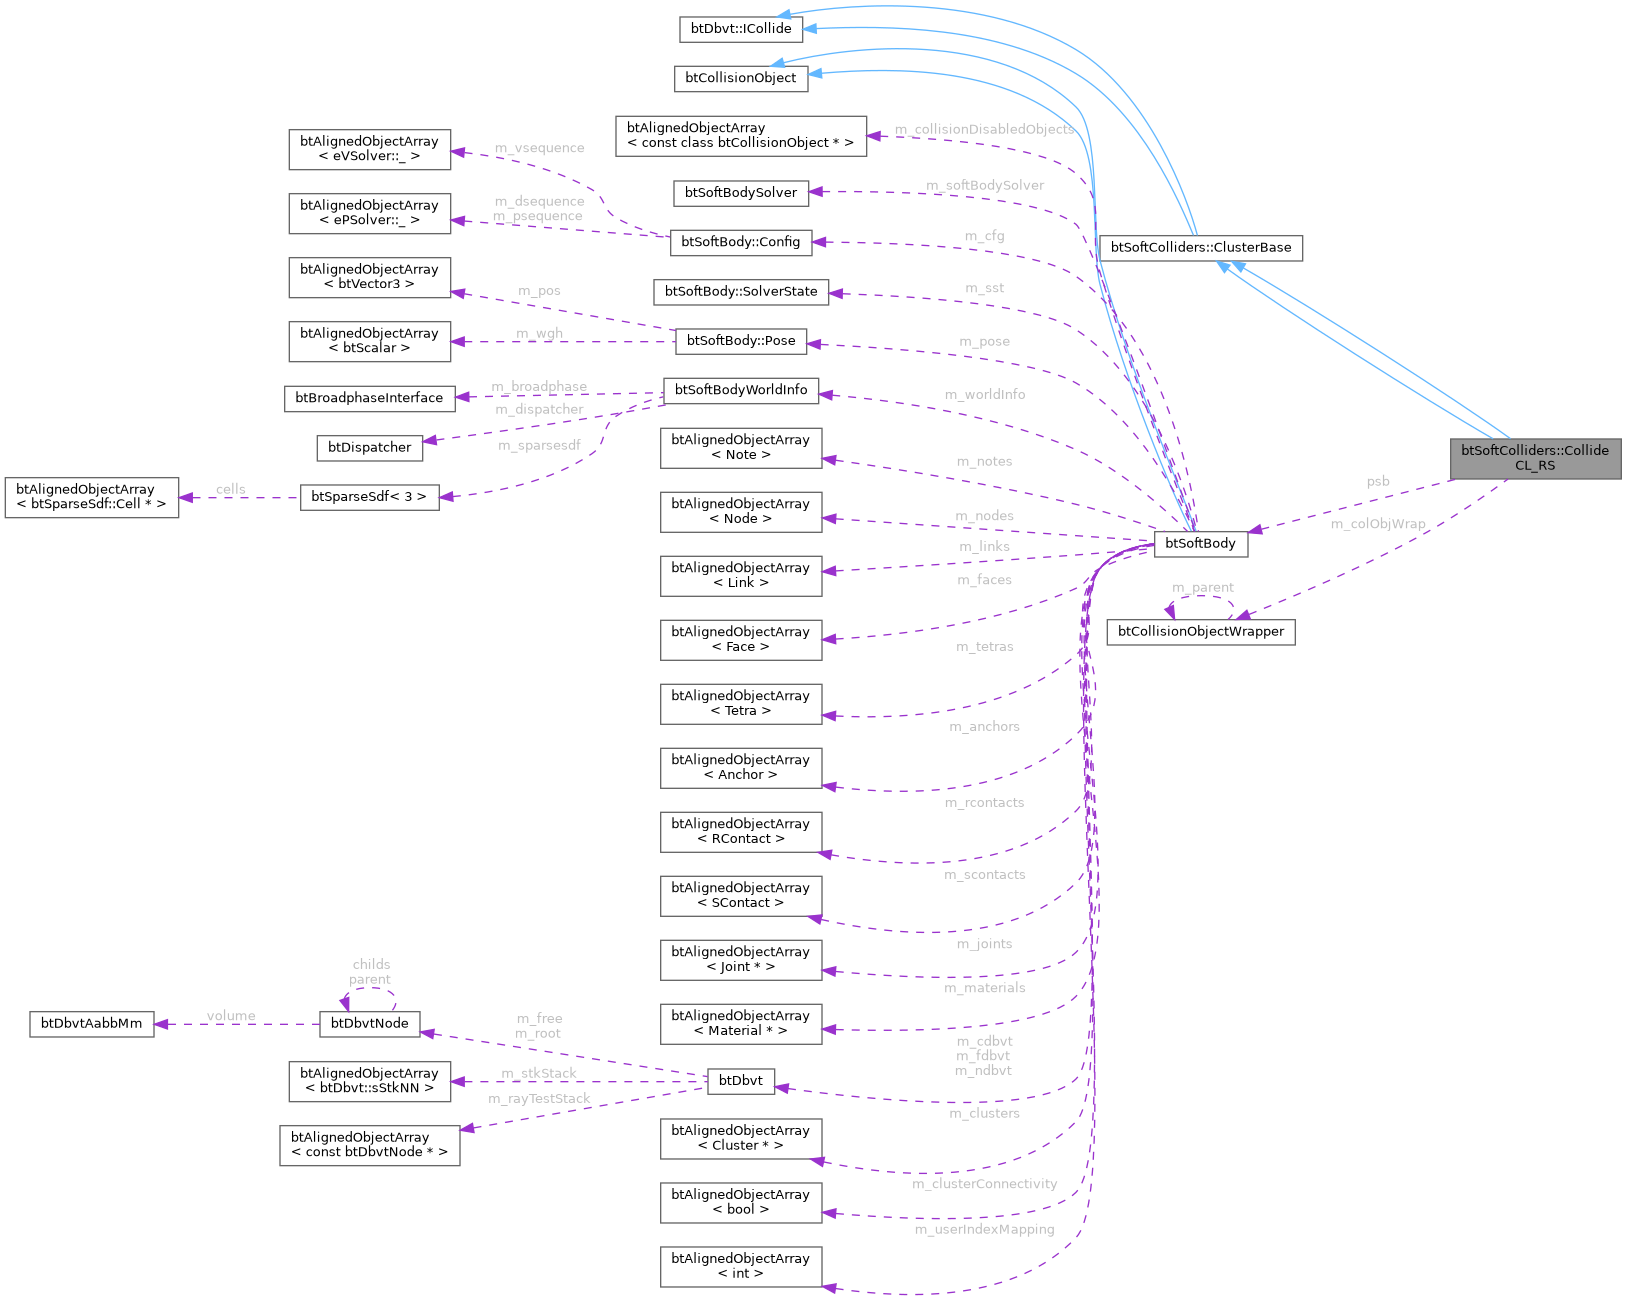 btDbvt::ICollide
btCollisionObject
btAlignedObjectArray
< const class btCollisionObject * >
m_collisionDisabledObjects
btAlignedObjectArray
< eVSolver::_ >
m_vsequence
btSoftBodySolver
m_softBodySolver
btAlignedObjectArray
< ePSolver::_ >
m_dsequence
m_psequence
btSoftBody::Config
m_cfg
btSoftColliders::ClusterBase
btAlignedObjectArray
< btVector3 >
m_pos
btSoftBody::SolverState
m_sst
btAlignedObjectArray
< btScalar >
m_wgh
btSoftBody::Pose
m_pose
btBroadphaseInterface
m_broadphase
btSoftBodyWorldInfo
m_worldInfo
m_dispatcher
btDispatcher
m_sparsesdf
btAlignedObjectArray
< Note >
m_notes
btSoftColliders::Collide
CL_RS
btAlignedObjectArray
< btSparseSdf::Cell * >
cells
btSparseSdf< 3 >
psb
btAlignedObjectArray
< Node >
m_nodes
m_colObjWrap
btSoftBody
btAlignedObjectArray
< Link >
m_links
m_faces
m_parent
btAlignedObjectArray
< Face >
btCollisionObjectWrapper
m_tetras
btAlignedObjectArray
< Tetra >
m_anchors
btAlignedObjectArray
< Anchor >
m_rcontacts
btAlignedObjectArray
< RContact >
m_scontacts
btAlignedObjectArray
< SContact >
m_joints
btAlignedObjectArray
< Joint * >
m_materials
btAlignedObjectArray
< Material * >
childs
parent
btDbvtAabbMm
volume
btDbvtNode
m_free
m_root
m_cdbvt
m_fdbvt
m_ndbvt
btAlignedObjectArray
< btDbvt::sStkNN >
m_stkStack
btDbvt
m_rayTestStack
btAlignedObjectArray
< const btDbvtNode * >
m_clusters
btAlignedObjectArray
< Cluster * >
m_clusterConnectivity
btAlignedObjectArray
< bool >
m_userIndexMapping
btAlignedObjectArray
< int >